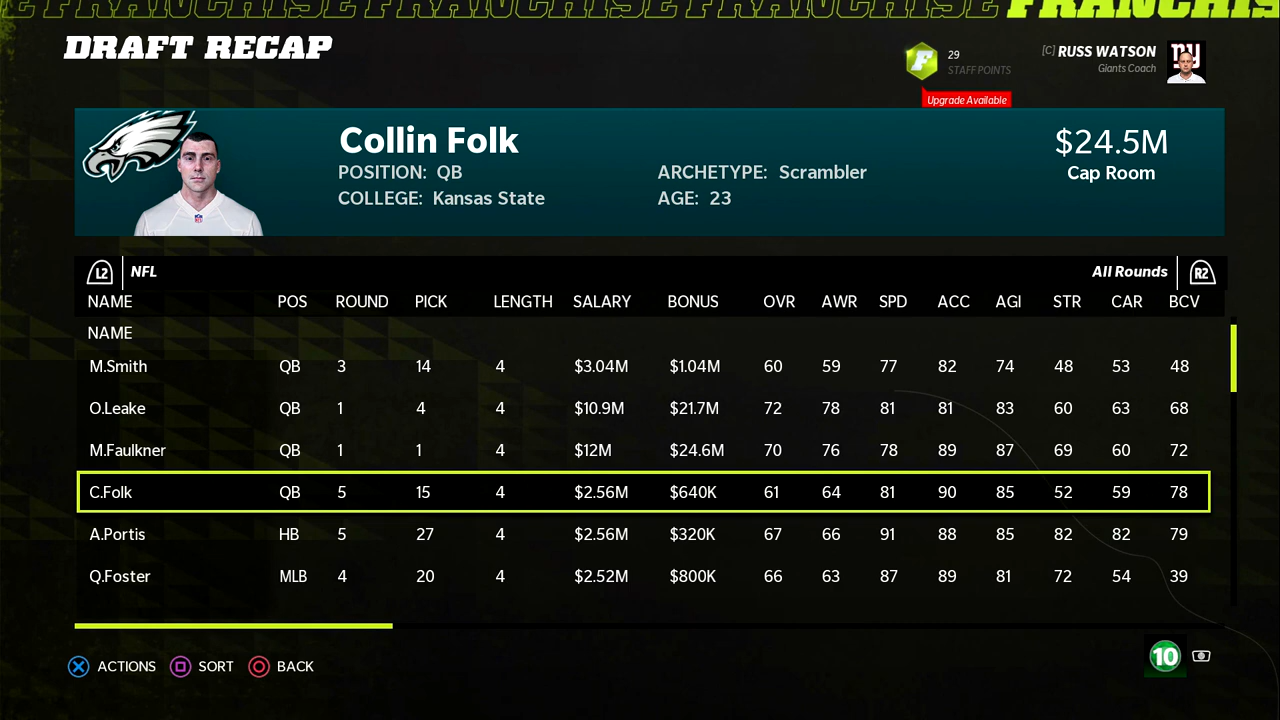 FRANCHISE FRANCHISE FRANCHISE FRANCHISE FRANCHIS
DRAFT RECAP
29
STAFF POINTS
[C] RUSS WATSON
Giants Coach
ny
Upgrade Available
Collin Folk
POSITION: QB
ARCHETYPE: Scrambler
COLLEGE: Kansas State
AGE: 23
$24.5M
Cap Room
L2 NFL
All Rounds R2
NAME POS ROUND PICK LENGTH SALARY BONUS OVR AWR SPD ACC AGI STR CAR BCV
NAME
M.Smith QB 3 14 4 $3.04M $1.04M 60 59 77 82 74 48 53 48
O.Leake QB 1 4 4 $10.9M $21.7M 72 78 81 81 83 60 63 68
M.Faulkner QB 1 1 4 $12M $24.6M 70 76 78 89 87 69 60 72
C.Folk QB 5 15 4 $2.56M $640K 61 64 81 90 85 52 59 78
A.Portis HB 5 27 4 $2.56M $320K 67 66 91 88 85 82 82 79
Q.Foster MLB 4 20 4 $2.52M $800K 66 63 87 89 81 72 54 39
ACTIONS SORT BACK
10